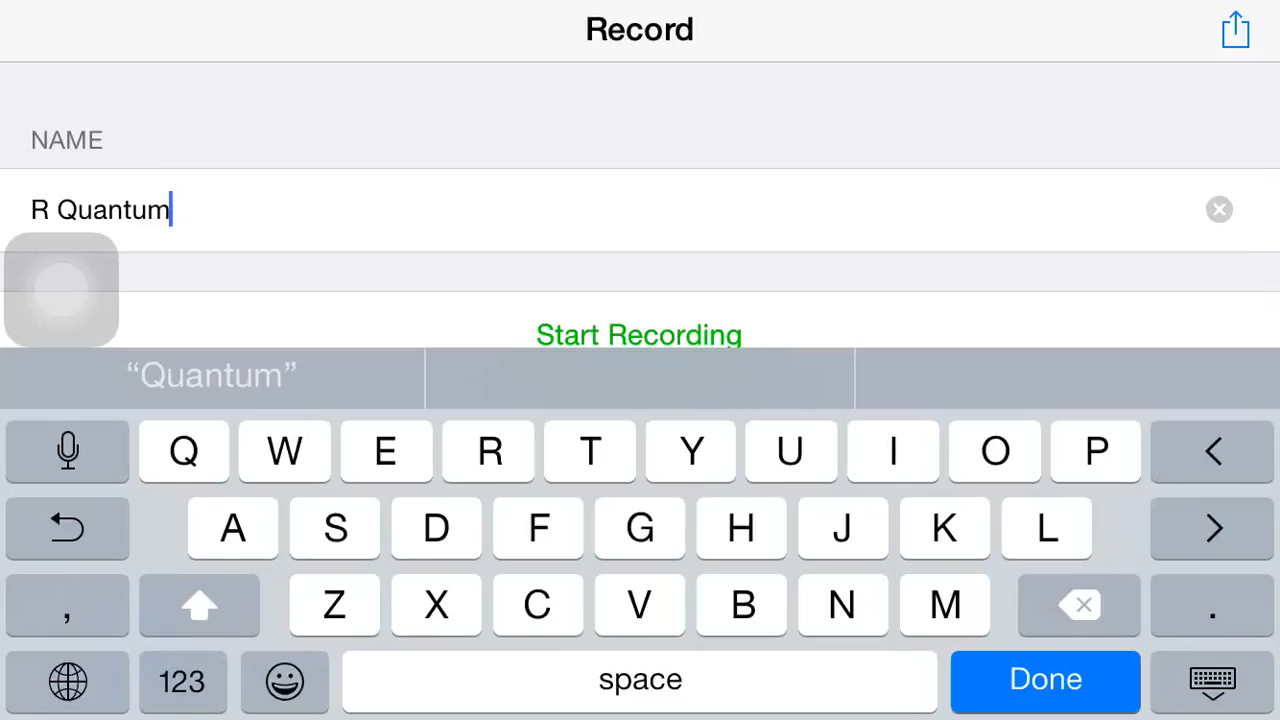 Record
NAME
R Quantum
Start Recording
“Quantum”
Q W E R T Y U I O P <
A S D F G H J K L >
, Z X C V B N M .
123 space Done